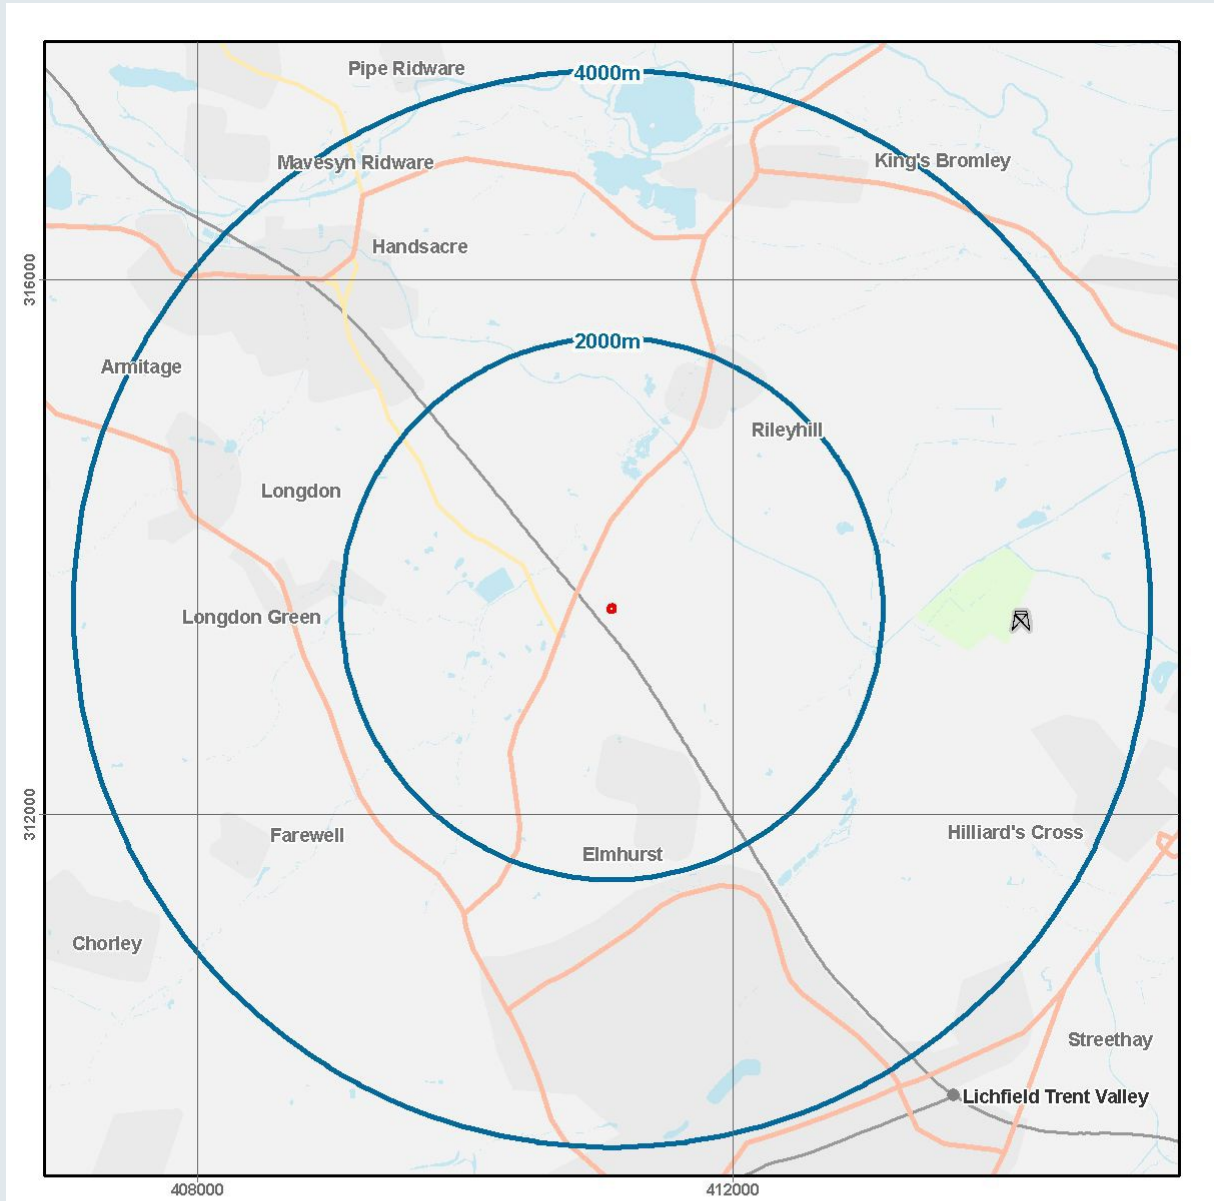 Pipe Ridware
4000m
Mavesyn Ridware
King's Bromley
Handsacre
316000
2000m
Armitage
Rileyhill
Longdon
Longdon Green
312000
Farewell
Hilliard's Cross
Elmhurst
Chorley
Streethay
Lichfield Trent Valley
408000
412000